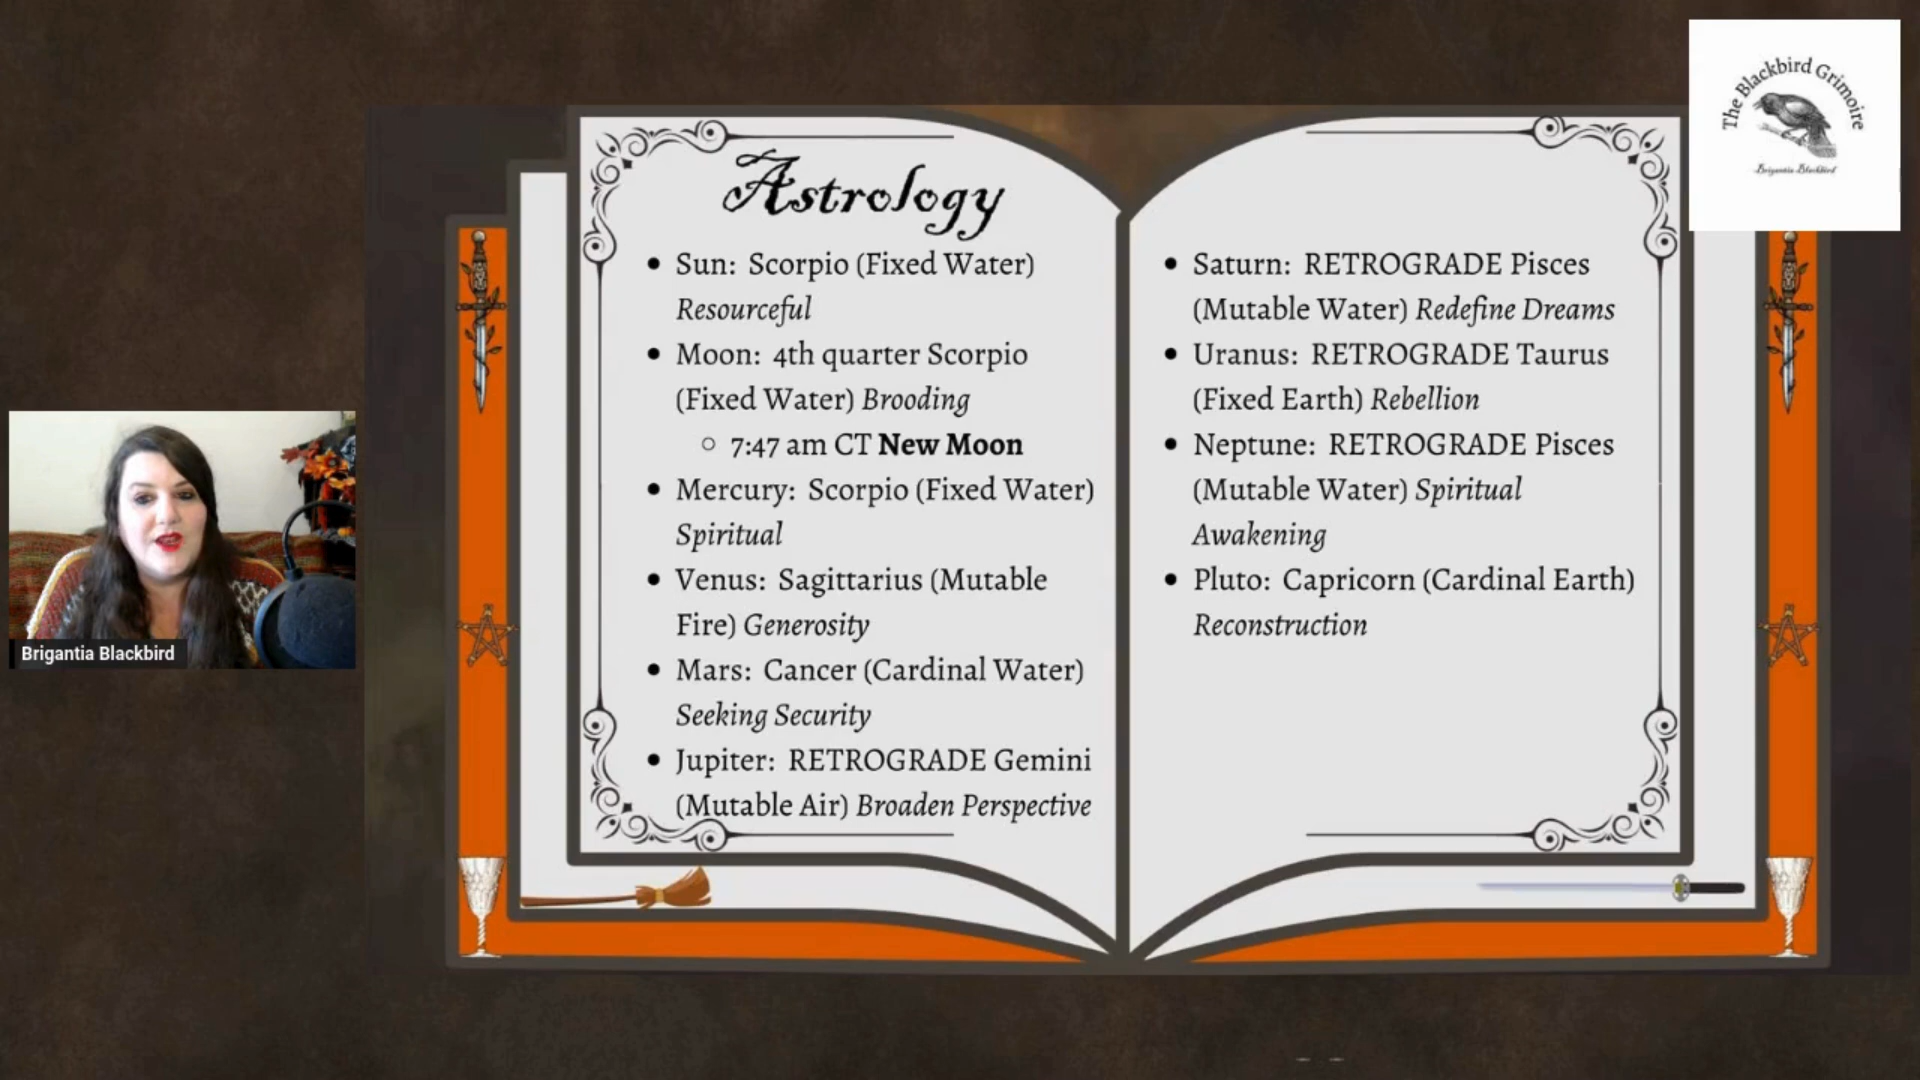 The Blackbird Grimoire
Brigantia Blackbird
Astrology
• Sun: Scorpio (Fixed Water)
Resourceful
• Moon: 4th quarter Scorpio
(Fixed Water) Brooding
○ 7:47 am CT New Moon
• Mercury: Scorpio (Fixed Water)
Spiritual
• Venus: Sagittarius (Mutable
Fire) Generosity
• Mars: Cancer (Cardinal Water)
Seeking Security
• Jupiter: RETROGRADE Gemini
(Mutable Air) Broaden Perspective
• Saturn: RETROGRADE Pisces
(Mutable Water) Redefine Dreams
• Uranus: RETROGRADE Taurus
(Fixed Earth) Rebellion
• Neptune: RETROGRADE Pisces
(Mutable Water) Spiritual
Awakening
• Pluto: Capricorn (Cardinal Earth)
Reconstruction
Brigantia Blackbird